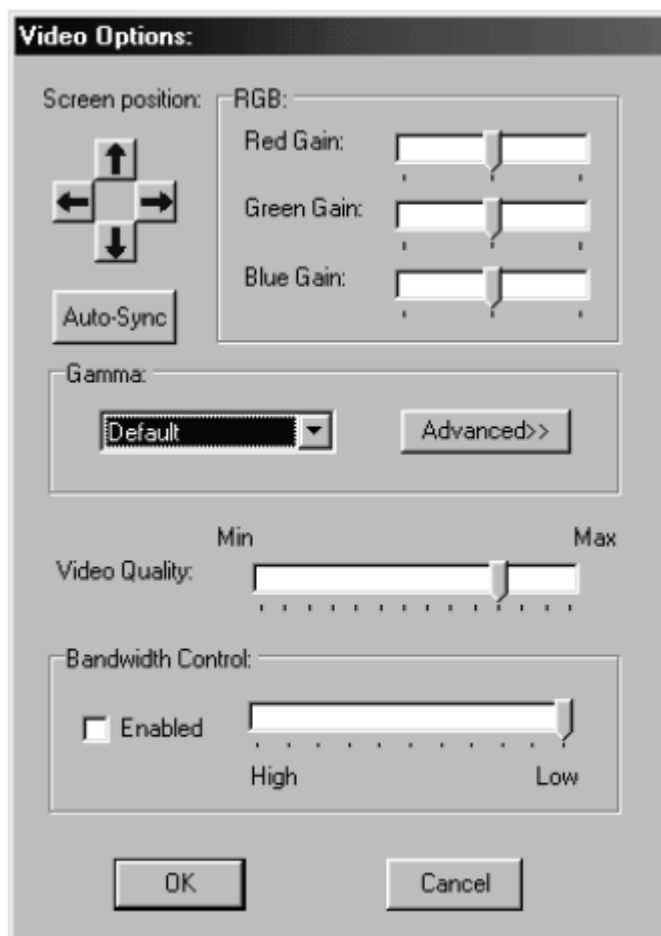 Video Options:
Screen position:
RGB:
Red Gain:
Green Gain:
Blue Gain:
Auto-Sync
Gamma:
Default
Advanced>>
Min
Max
Video Quality:
Bandwidth Control:
Enabled
High
Low
OK
Cancel